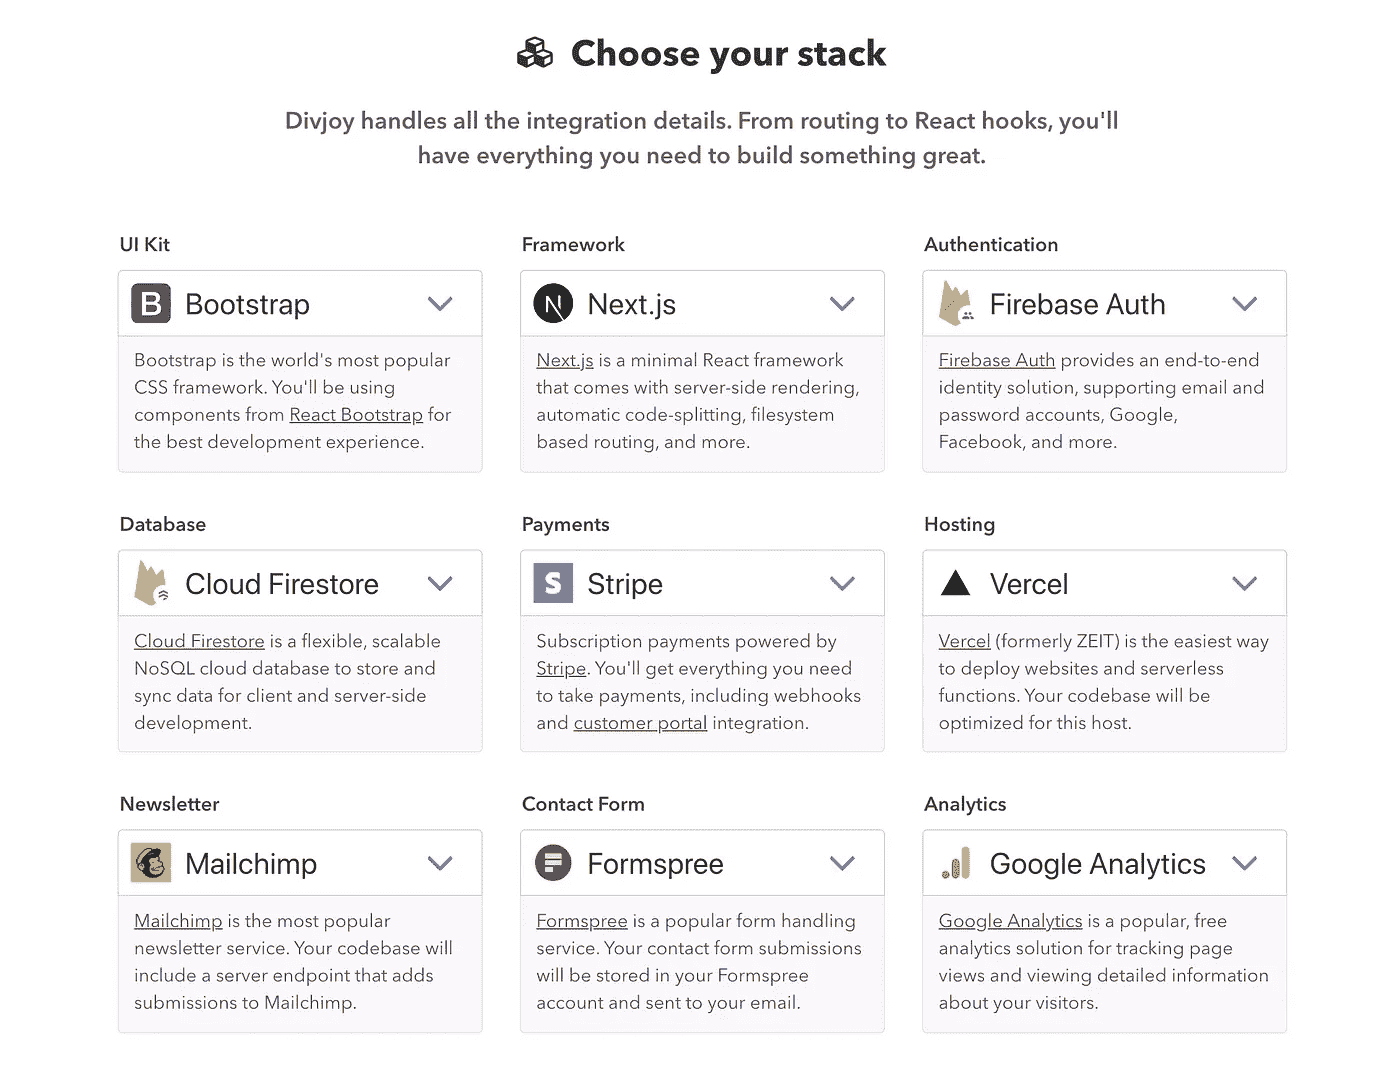 Choose your stack
Divjoy handles all the integration details. From routing to React hooks, you'll
have everything you need to build something great.
UI Kit
B Bootstrap
Bootstrap is the world's most popular
CSS framework. You'll be using
components from React Bootstrap for
the best development experience.
Framework
N Next.js
Next.js is a minimal React framework
that comes with server-side rendering,
automatic code-splitting, filesystem
based routing, and more.
Authentication
Firebase Auth
Firebase Auth provides an end-to-end
identity solution, supporting email and
password accounts, Google,
Facebook, and more.
Database
Cloud Firestore
Cloud Firestore is a flexible, scalable
NoSQL cloud database to store and
sync data for client and server-side
development.
Payments
S Stripe
Subscription payments powered by
Stripe. You'll get everything you need
to take payments, including webhooks
and customer portal integration.
Hosting
Vercel
Vercel (formerly ZEIT) is the easiest way
to deploy websites and serverless
functions. Your codebase will be
optimized for this host.
Newsletter
Mailchimp
Mailchimp is the most popular
newsletter service. Your codebase will
include a server endpoint that adds
submissions to Mailchimp.
Contact Form
Formspree
Formspree is a popular form handling
service. Your contact form submissions
will be stored in your Formspree
account and sent to your email.
Analytics
Google Analytics
Google Analytics is a popular, free
analytics solution for tracking page
views and viewing detailed information
about your visitors.